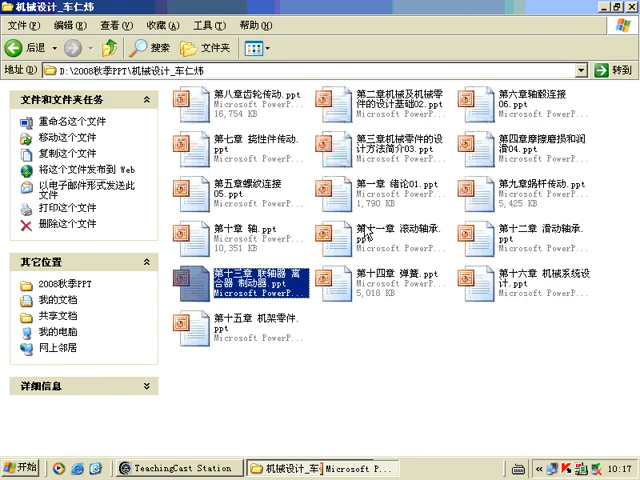 机械设计_车仁炜
文件(F) 编辑(E) 查看(V) 收藏(A) 工具(T) 帮助(H)
后退 搜索 文件夹
地址(D) D:\2008秋季PPT\机械设计_车仁炜 转到
文件和文件夹任务
重命名这个文件
移动这个文件
复制这个文件
将这个文件发布到 Web
以电子邮件形式发送此
文件
打印这个文件
删除这个文件
其它位置
2008秋季PPT
我的文档
共享文档
我的电脑
网上邻居
详细信息
第八章齿轮传动.ppt
Microsoft PowerP...
16,754 KB
第二章机械及机械零
件的设计基础02.ppt
Microsoft PowerP...
第六章轴毂连接
06.ppt
Microsoft PowerP...
第七章 挠性件传动.
ppt
Microsoft PowerP...
第三章机械零件的设
计方法简介03.ppt
Microsoft PowerP...
第四章摩擦磨损和润
滑04.ppt
Microsoft PowerP...
第五章螺纹连接
05.ppt
Microsoft PowerP...
第一章 绪论01.ppt
Microsoft PowerP...
1,790 KB
第九章蜗杆传动.ppt
Microsoft PowerP...
5,425 KB
第十章 轴.ppt
Microsoft PowerP...
10,351 KB
第十一章 滚动轴承.
ppt
Microsoft PowerP...
第十二章 滑动轴承.
ppt
Microsoft PowerP...
第十三章 联轴器 离
合器 制动器.ppt
Microsoft PowerP...
第十四章 弹簧.ppt
Microsoft PowerP...
5,018 KB
第十六章 机械系统设
计.ppt
Microsoft PowerP...
第十五章 机架零件.
ppt
Microsoft PowerP...
开始 TeachingCast Station 机械设计_车仁 Microsoft P... 10:17